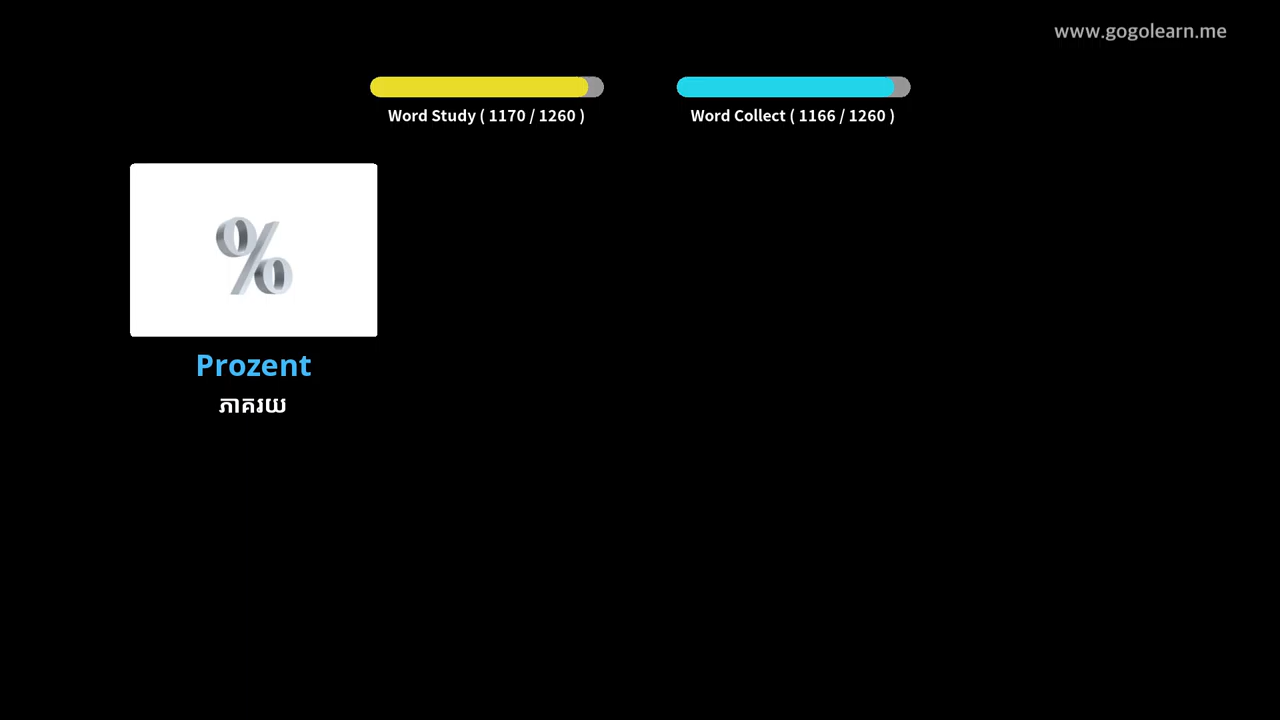 www.gogolearn.me
Word Study ( 1170 / 1260 )
Word Collect ( 1166 / 1260 )
%
Prozent
ភាគរយ